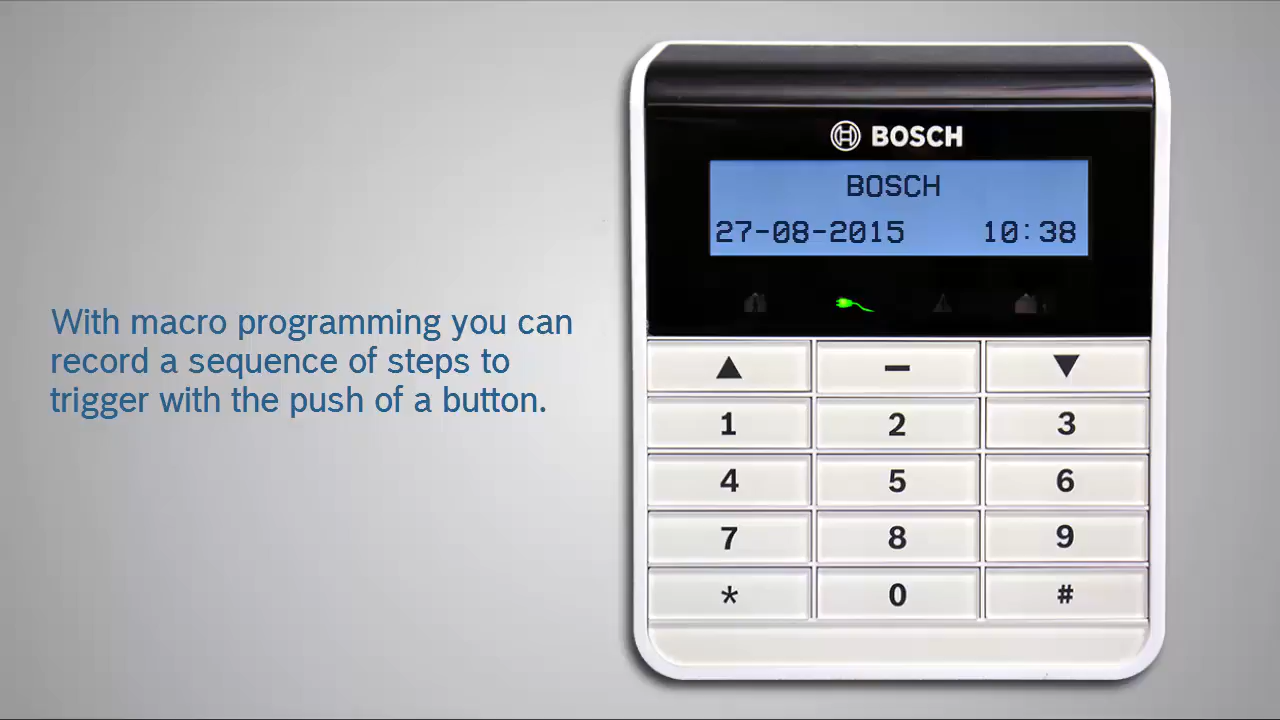 BOSCH
BOSCH
27-08-2015 10:38
With macro programming you can
record a sequence of steps to
trigger with the push of a button.
▲ — ▼
1 2 3
4 5 6
7 8 9
* 0 #